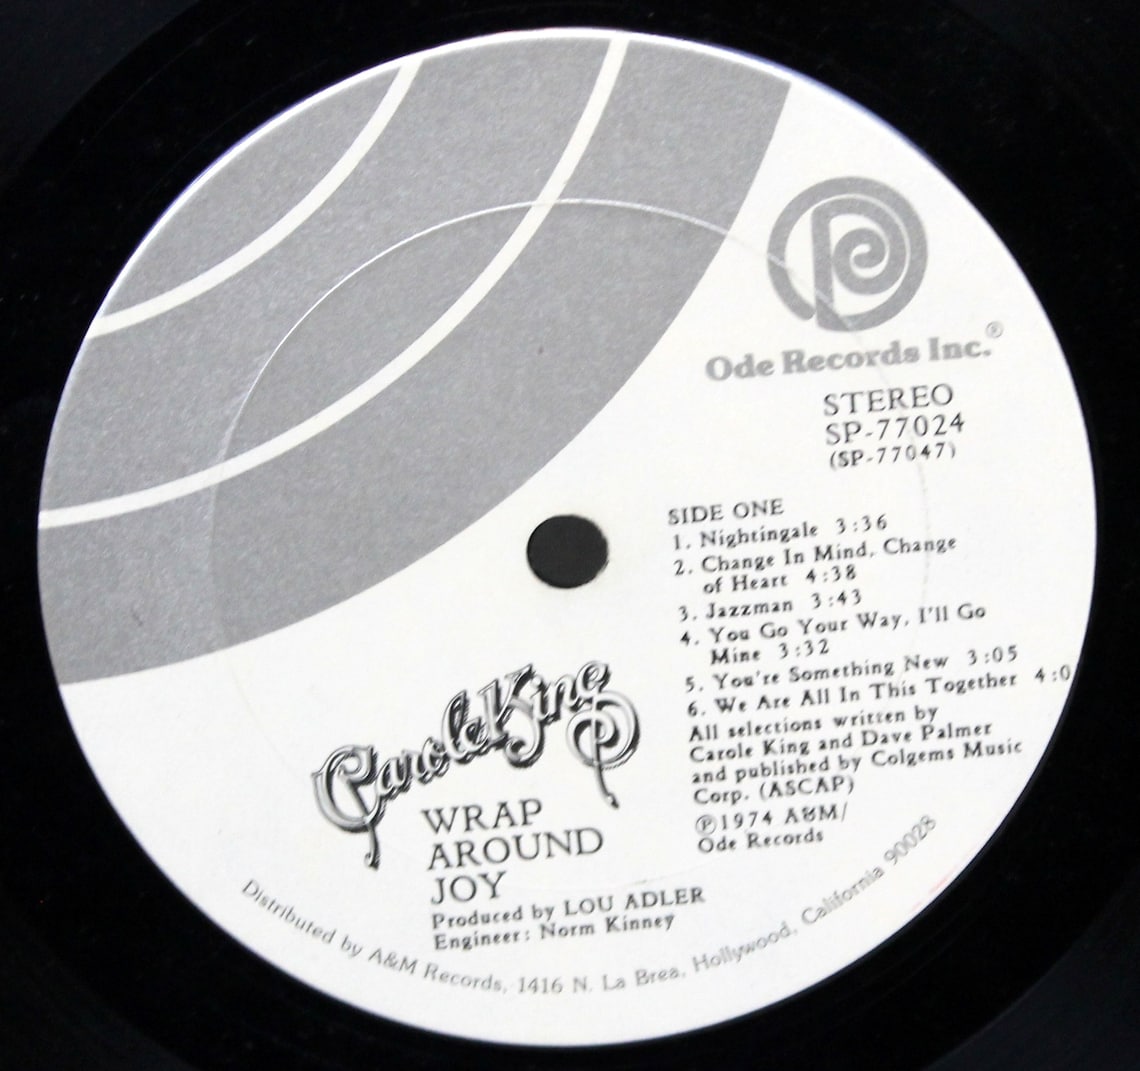 Ode Records Inc.®
STEREO
SP-77024
(SP-77047)
SIDE ONE
1. Nightingale 3:36
2. Change In Mind, Change
of Heart 4:38
3. Jazzman 3:43
4. You Go Your Way, I'll Go
Mine 3:32
5. You're Something New 3:05
6. We Are All In This Together 4:0
All selections written by
Carole King and Dave Palmer
and published by Colgems Music
Corp. (ASCAP)
℗1974 A&M/
Ode Records
Carole King
WRAP
AROUND
JOY
Produced by LOU ADLER
Engineer: Norm Kinney
Distributed by A&M Records, 1416 N. La Brea, Hollywood, California 90028